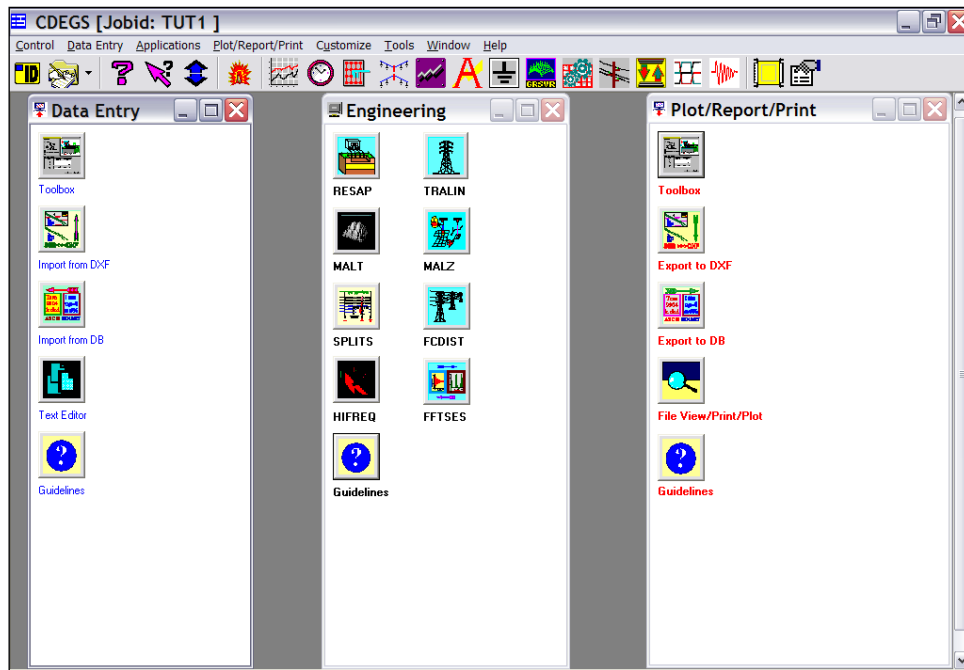 CDEGS [Jobid: TUT1 ]
Control Data Entry Applications Plot/Report/Print Customize Tools Window Help
ID
Data Entry
Toolbox
Import from DXF
Import from DB
Text Editor
Guidelines
Engineering
RESAP TRALIN
MALT MALZ
SPLITS FCDIST
HIFREQ FFTSES
Guidelines
Plot/Report/Print
Toolbox
Export to DXF
Export to DB
File View/Print/Plot
Guidelines